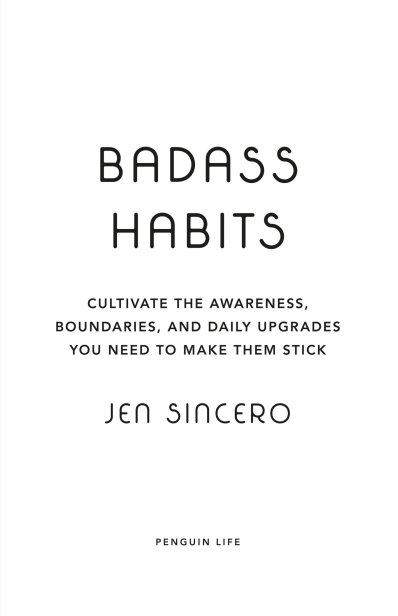 BADASS
HABITS
CULTIVATE THE AWARENESS,
BOUNDARIES, AND DAILY UPGRADES
YOU NEED TO MAKE THEM STICK
JEN SINCERO
PENGUIN LIFE